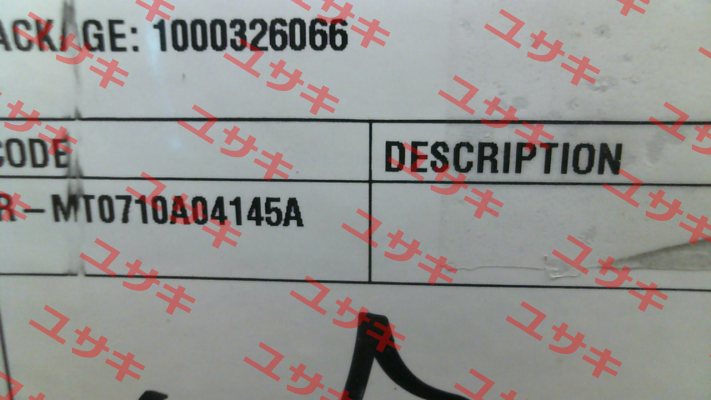 ACKAGE: 1000326066
CODE DESCRIPTION
R-MT0710A04145A
ユサキ